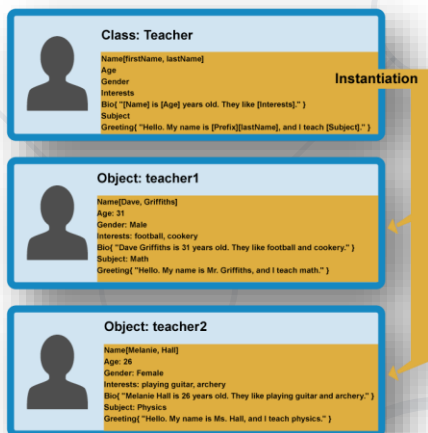 Class: Teacher
Name[firstName, lastName]
Age
Gender
Interests
Bio{ "[Name] is [Age] years old. They like [Interests]." }
Subject
Greeting{ "Hello. My name is [Prefix][lastName], and I teach [Subject]." }
Instantiation
Object: teacher1
Name[Dave, Griffiths]
Age: 31
Gender: Male
Interests: football, cookery
Bio{ "Dave Griffiths is 31 years old. They like football and cookery." }
Subject: Math
Greeting{ "Hello. My name is Mr. Griffiths, and I teach math." }
Object: teacher2
Name[Melanie, Hall]
Age: 26
Gender: Female
Interests: playing guitar, archery
Bio{ "Melanie Hall is 26 years old. They like playing guitar and archery." }
Subject: Physics
Greeting{ "Hello. My name is Ms. Hall, and I teach physics." }